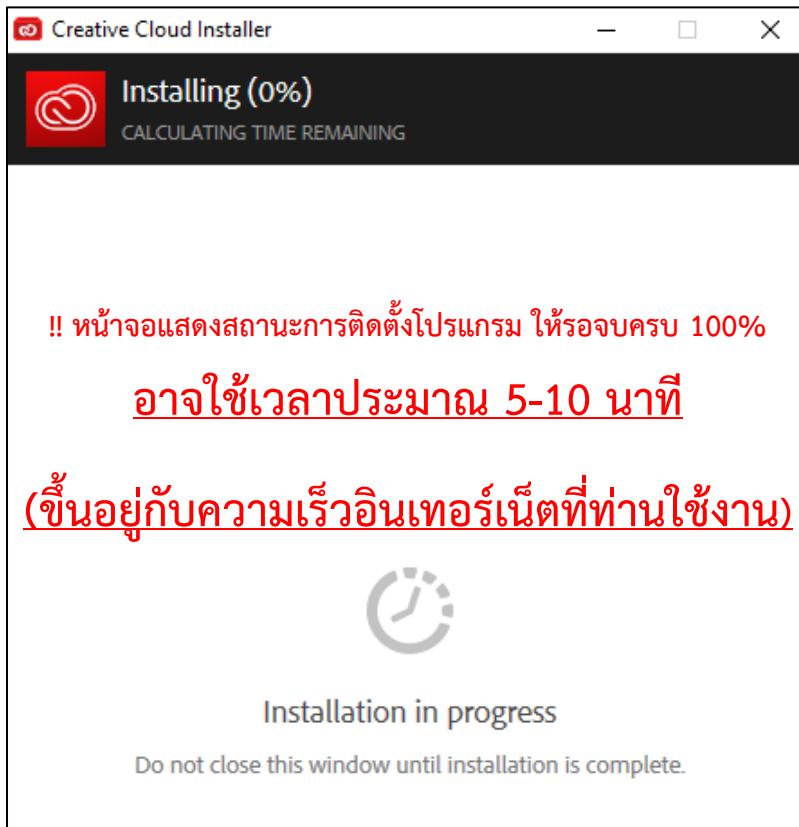 Creative Cloud Installer
Installing (0%)
CALCULATING TIME REMAINING
!! หน้าจอแสดงสถานะการติดตั้งโปรแกรม ให้รอจบครบ 100%
อาจใช้เวลาประมาณ 5-10 นาที
(ขึ้นอยู่กับความเร็วอินเทอร์เน็ตที่ท่านใช้งาน)
Installation in progress
Do not close this window until installation is complete.